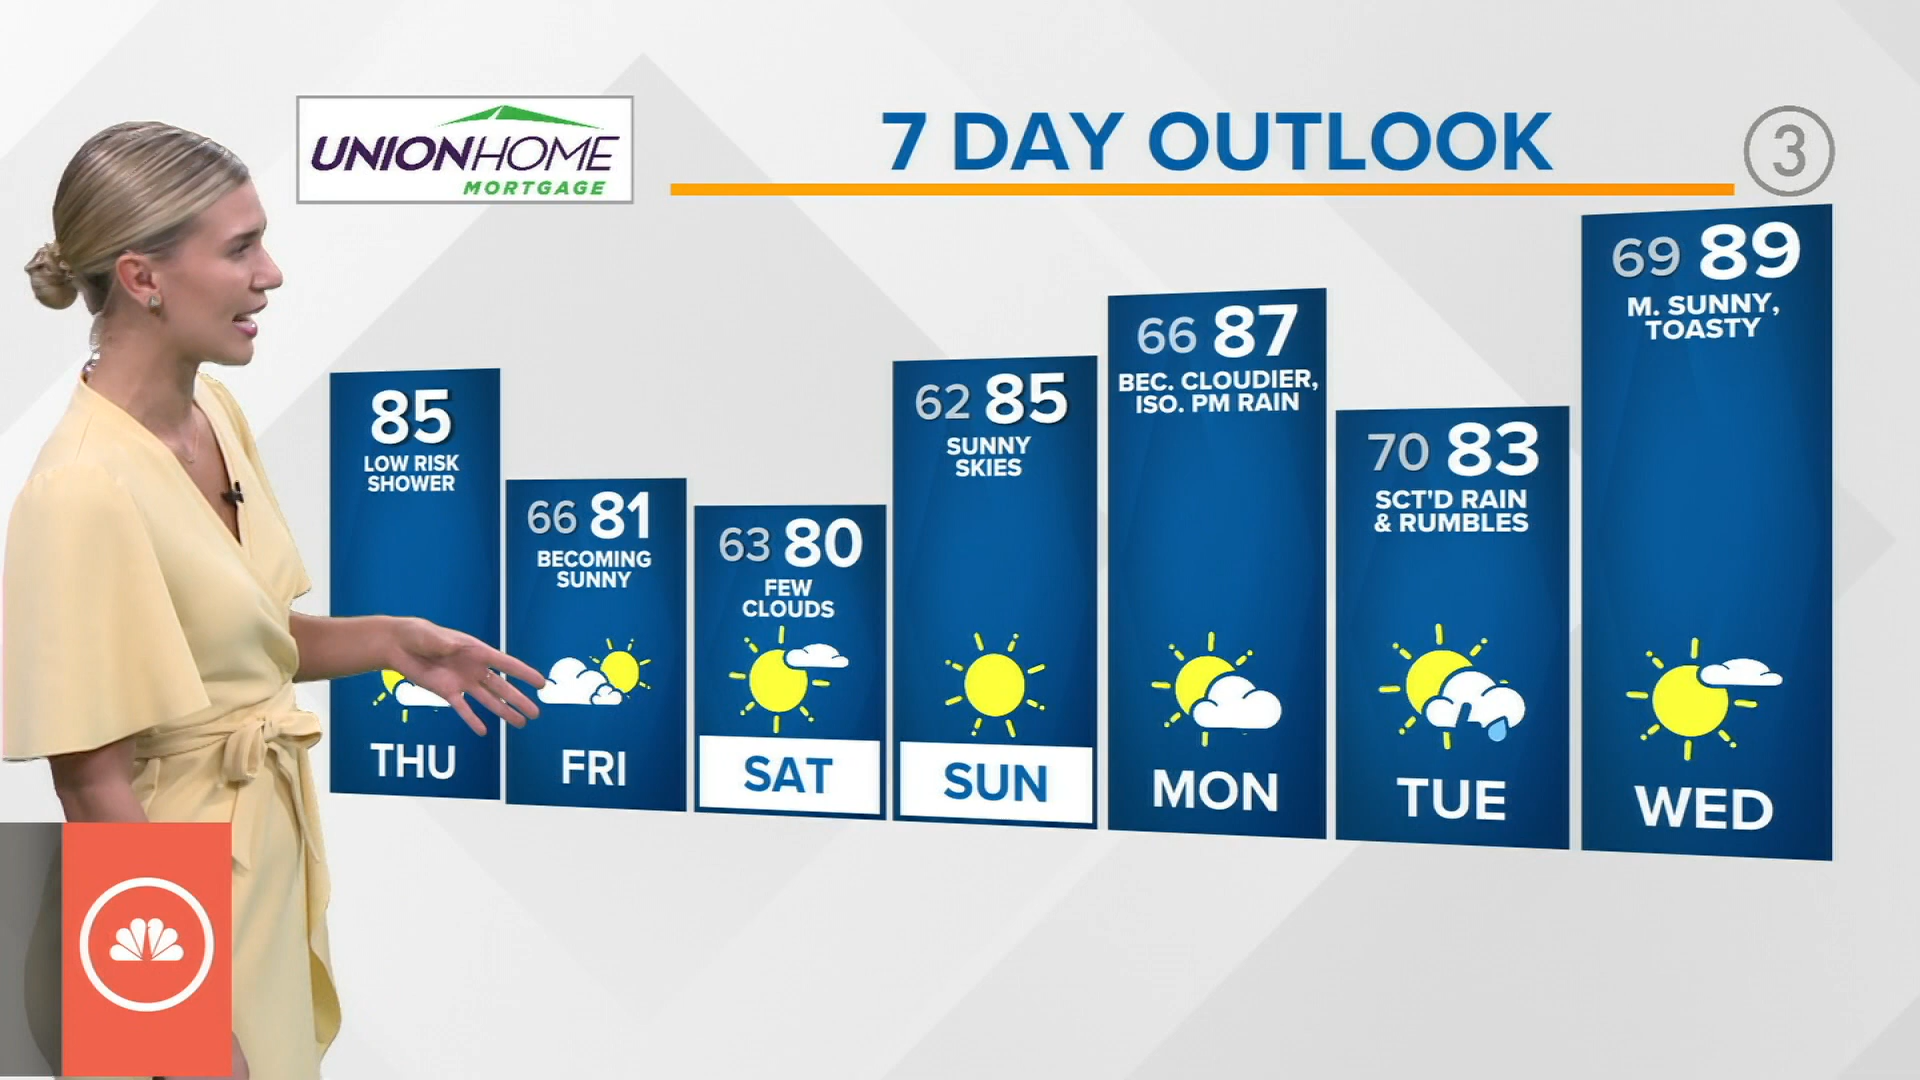 UNIONHOME
MORTGAGE
7 DAY OUTLOOK
3
85
LOW RISK
SHOWER
THU
66 81
BECOMING
SUNNY
FRI
63 80
FEW
CLOUDS
SAT
62 85
SUNNY
SKIES
SUN
66 87
BEC. CLOUDIER,
ISO. PM RAIN
MON
70 83
SCT'D RAIN
& RUMBLES
TUE
69 89
M. SUNNY,
TOASTY
WED